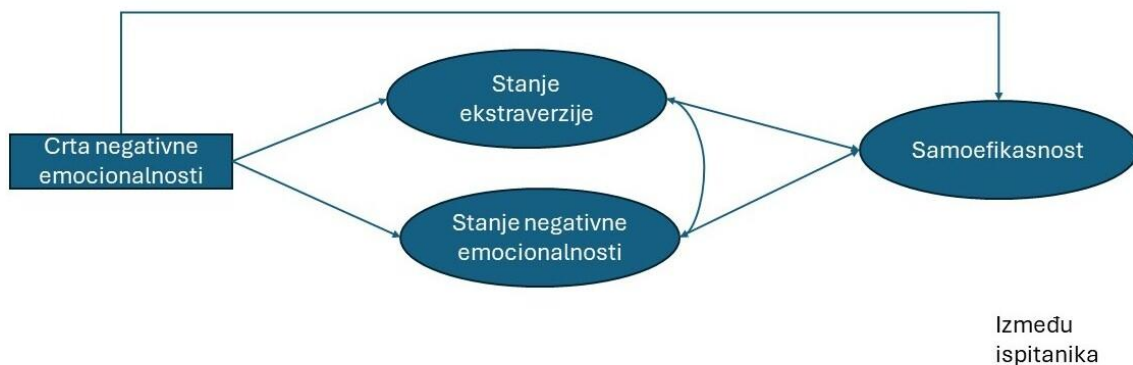 Stanje
ekstraverzije
Crta negativne
emocionalnosti
Samoefikasnost
Stanje negativne
emocionalnosti
Između
ispitanika